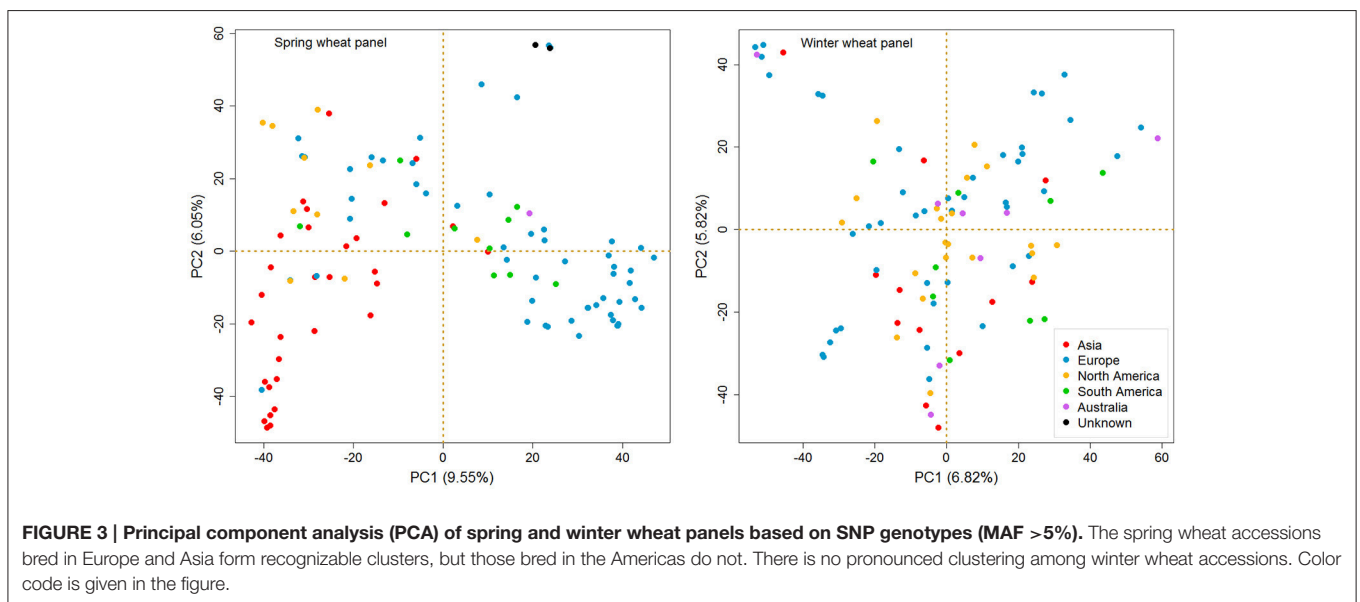 Spring wheat panel
60
40
20
0
-20
-40
PC2 (6.05%)
-40
-20
0
20
40
PC1 (9.55%)
Winter wheat panel
40
20
0
-20
-40
PC2 (5.82%)
-40
-20
0
20
40
60
PC1 (6.82%)
Asia
Europe
North America
South America
Australia
Unknown
FIGURE 3 | Principal component analysis (PCA) of spring and winter wheat panels based on SNP genotypes (MAF >5%). The spring wheat accessions
bred in Europe and Asia form recognizable clusters, but those bred in the Americas do not. There is no pronounced clustering among winter wheat accessions. Color
code is given in the figure.